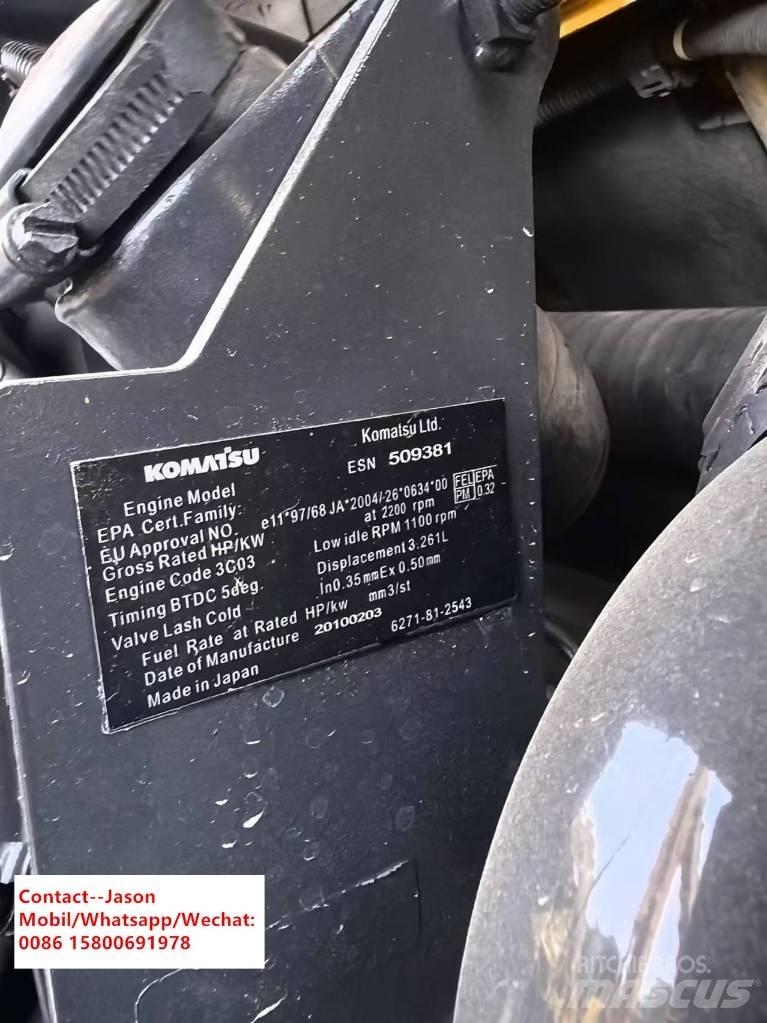 KOMATSU Komatsu Ltd.
ESN 509381
Engine Model
EPA Cert.Family:
EU Approval NO. e11*97/68 JA*2004/-26*0634*00 FEL EPA
PM 0.32
Gross Rated HP/KW at 2200 rpm
Engine Code 3C03 Low idle RPM 1100 rpm
Timing BTDC 5deg. Displacement 3.261L
Valve Lash Cold In0.35mmEx 0.50mm
Fuel Rate at Rated HP/kw mm3/st
Date of Manufacture 20100203 6271-81-2543
Made in Japan
Contact--Jason
Mobil/Whatsapp/Wechat:
0086 15800691978
RITCHIE BROS.
MASCUS